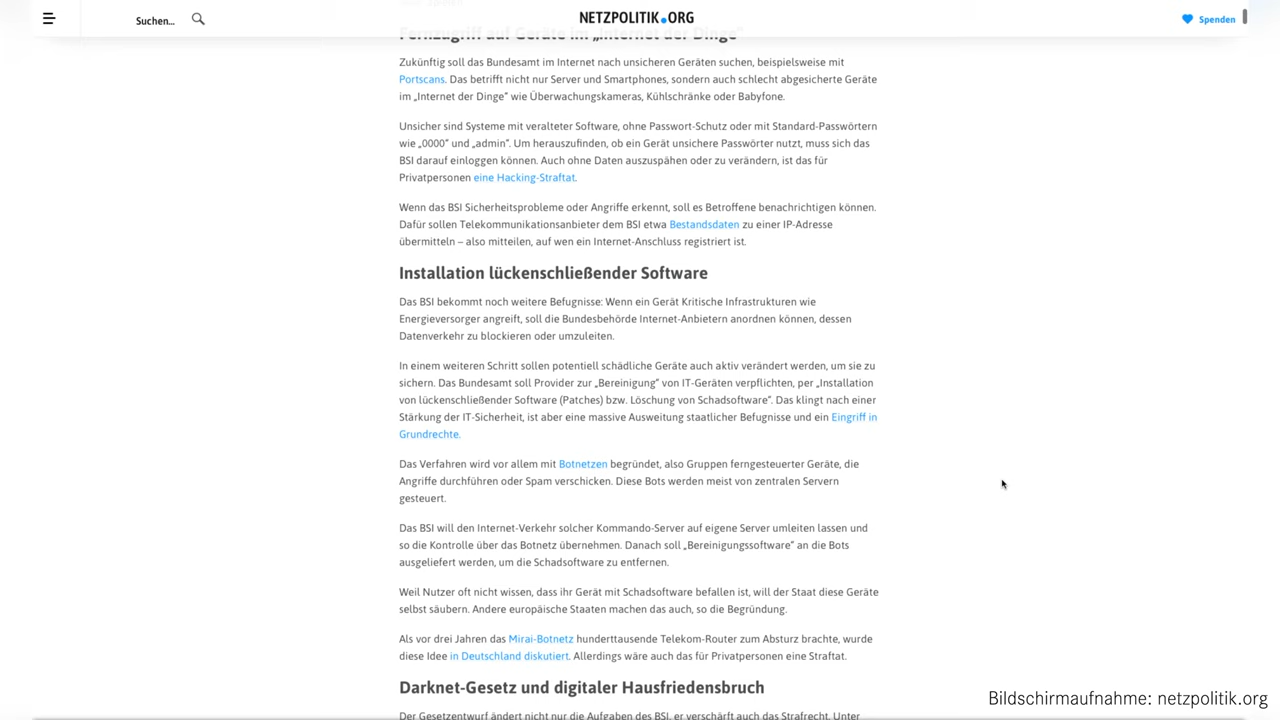 Suchen...
NETZPOLITIK.ORG
Spenden
Fernzugriff auf Geräte im „Internet der Dinge“
Zukünftig soll das Bundesamt im Internet nach unsicheren Geräten suchen, beispielsweise mit
Portscans. Das betrifft nicht nur Server und Smartphones, sondern auch schlecht abgesicherte Geräte
im „Internet der Dinge“ wie Überwachungskameras, Kühlschränke oder Babyfone.
Unsicher sind Systeme mit veralteter Software, ohne Passwort-Schutz oder mit Standard-Passwörtern
wie „0000“ und „admin“. Um herauszufinden, ob ein Gerät unsichere Passwörter nutzt, muss sich das
BSI darauf einloggen können. Auch ohne Daten auszuspähen oder zu verändern, ist das für
Privatpersonen eine Hacking-Straftat.
Wenn das BSI Sicherheitsprobleme oder Angriffe erkennt, soll es Betroffene benachrichtigen können.
Dafür sollen Telekommunikationsanbieter dem BSI etwa Bestandsdaten zu einer IP-Adresse
übermitteln – also mitteilen, auf wen ein Internet-Anschluss registriert ist.
Installation lückenschließender Software
Das BSI bekommt noch weitere Befugnisse: Wenn ein Gerät Kritische Infrastrukturen wie
Energieversorger angreift, soll die Bundesbehörde Internet-Anbietern anordnen können, dessen
Datenverkehr zu blockieren oder umzuleiten.
In einem weiteren Schritt sollen potentiell schädliche Geräte auch aktiv verändert werden, um sie zu
sichern. Das Bundesamt soll Provider zur „Bereinigung“ von IT-Geräten verpflichten, per „Installation
von lückenschließender Software (Patches) bzw. Löschung von Schadsoftware“. Das klingt nach einer
Stärkung der IT-Sicherheit, ist aber eine massive Ausweitung staatlicher Befugnisse und ein Eingriff in
Grundrechte.
Das Verfahren wird vor allem mit Botnetzen begründet, also Gruppen ferngesteuerter Geräte, die
Angriffe durchführen oder Spam verschicken. Diese Bots werden meist von zentralen Servern
gesteuert.
Das BSI will den Internet-Verkehr solcher Kommando-Server auf eigene Server umleiten lassen und
so die Kontrolle über das Botnetz übernehmen. Danach soll „Bereinigungssoftware“ an die Bots
ausgeliefert werden, um die Schadsoftware zu entfernen.
Weil Nutzer oft nicht wissen, dass ihr Gerät mit Schadsoftware befallen ist, will der Staat diese Geräte
selbst säubern. Andere europäische Staaten machen das auch, so die Begründung.
Als vor drei Jahren das Mirai-Botnetz hunderttausende Telekom-Router zum Absturz brachte, wurde
diese Idee in Deutschland diskutiert. Allerdings wäre auch das für Privatpersonen eine Straftat.
Darknet-Gesetz und digitaler Hausfriedensbruch
Der Gesetzentwurf ändert nicht nur die Aufgaben des BSI, er verschärft auch das Strafrecht. Unter
Bildschirmaufnahme: netzpolitik.org